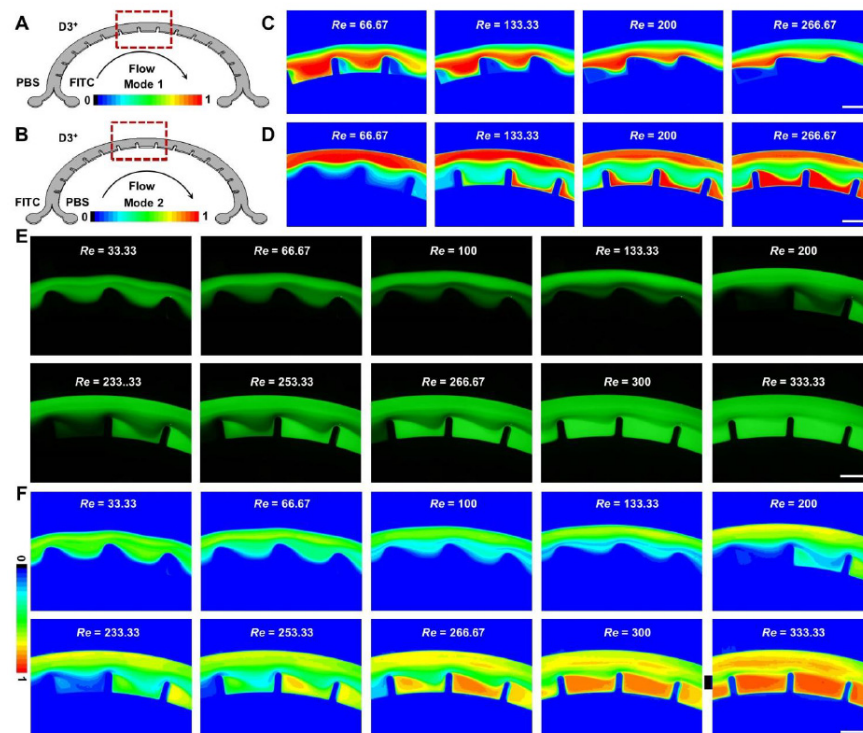 A
D3⁺
PBS
FITC
Flow
Mode 1
0
1
C
Re = 66.67
Re = 133.33
Re = 200
Re = 266.67
B
D3⁺
FITC
PBS
Flow
Mode 2
0
1
D
Re = 66.67
Re = 133.33
Re = 200
Re = 266.67
E
Re = 33.33
Re = 66.67
Re = 100
Re = 133.33
Re = 200
Re = 233..33
Re = 253.33
Re = 266.67
Re = 300
Re = 333.33
F
0
1
Re = 33.33
Re = 66.67
Re = 100
Re = 133.33
Re = 200
Re = 233.33
Re = 253.33
Re = 266.67
Re = 300
Re = 333.33